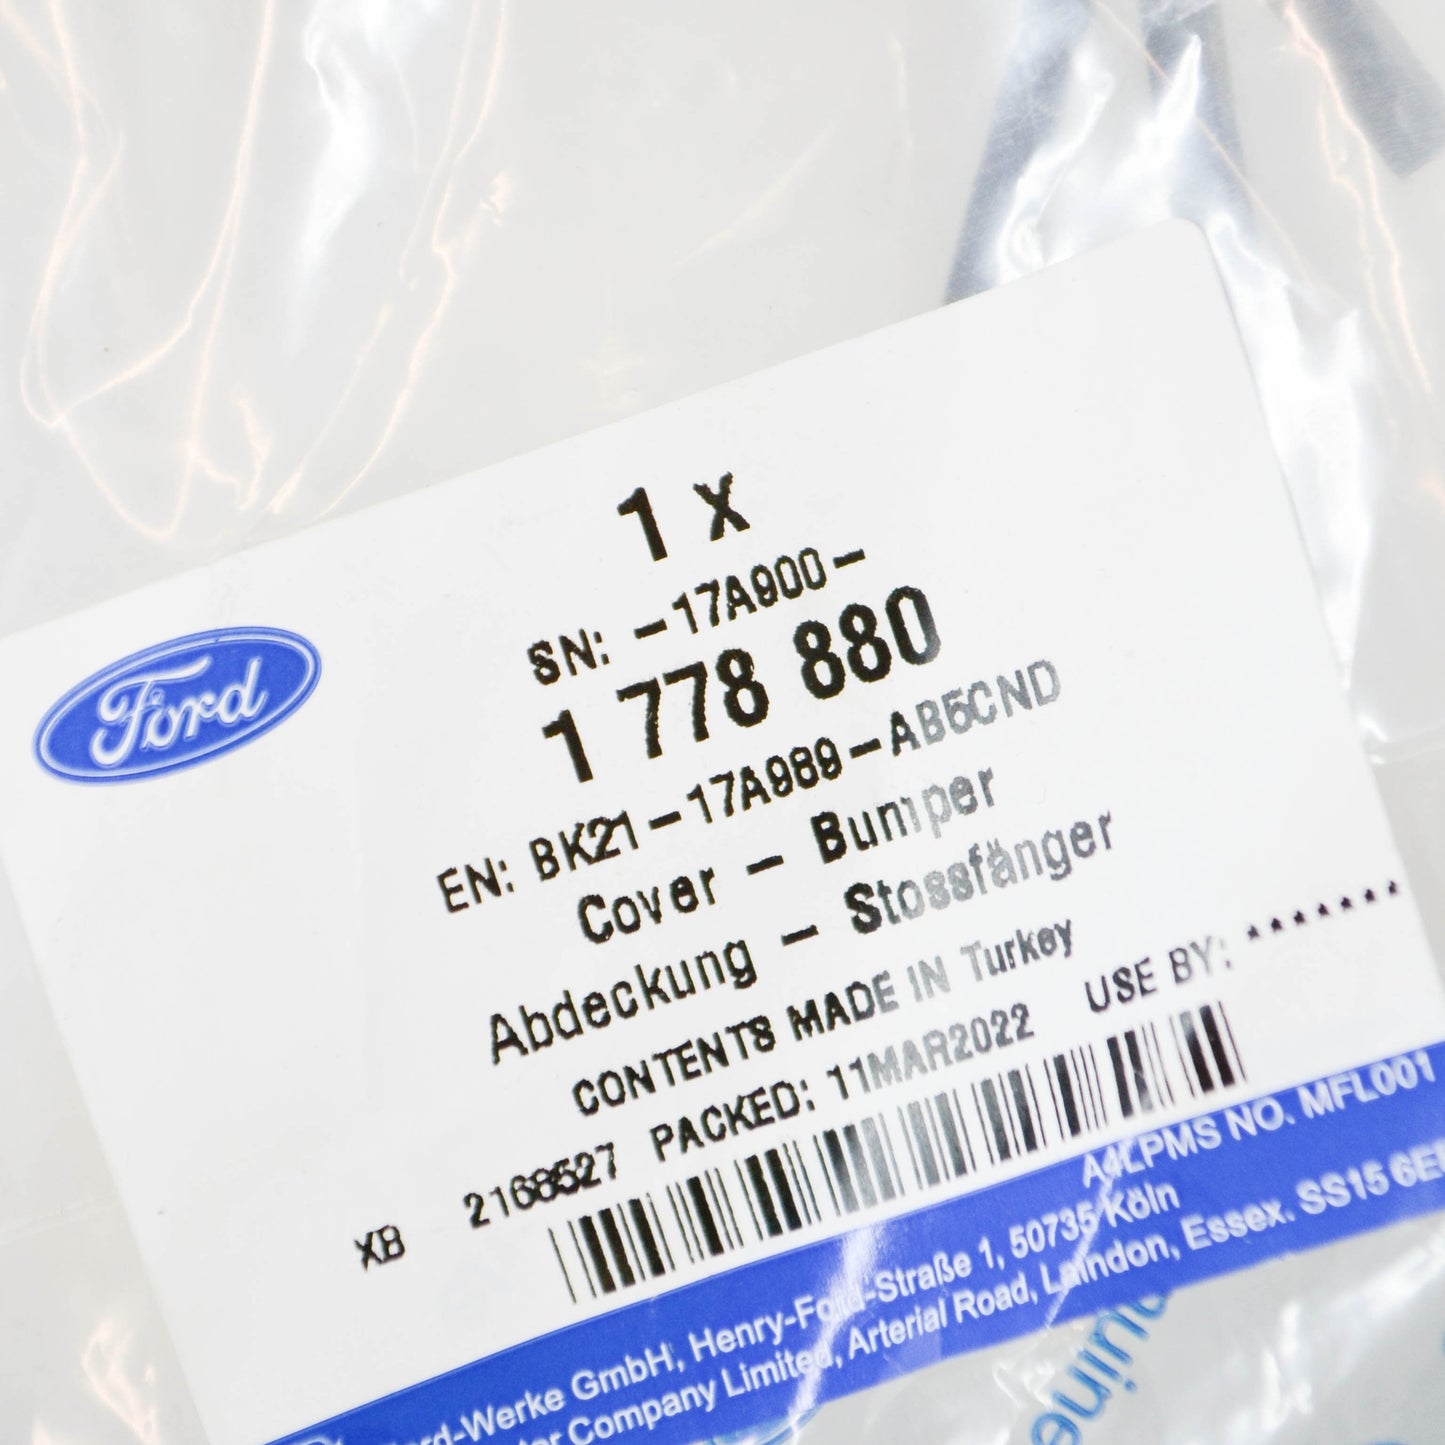 1 x
SN: -17A900-
1 778 880
EN: BK21-17A989-AB5CND
Cover - Bumper
Abdeckung - Stossfänger
CONTENTS MADE IN Turkey
2168527 PACKED: 11MAR2022 USE BY: *******
XB
Ford
A4LPMS NO. MFL001
Ford-Werke GmbH, Henry-Ford-Straße 1, 50735 Köln
Company Limited, Arterial Road, Laindon, Essex. SS15 6E